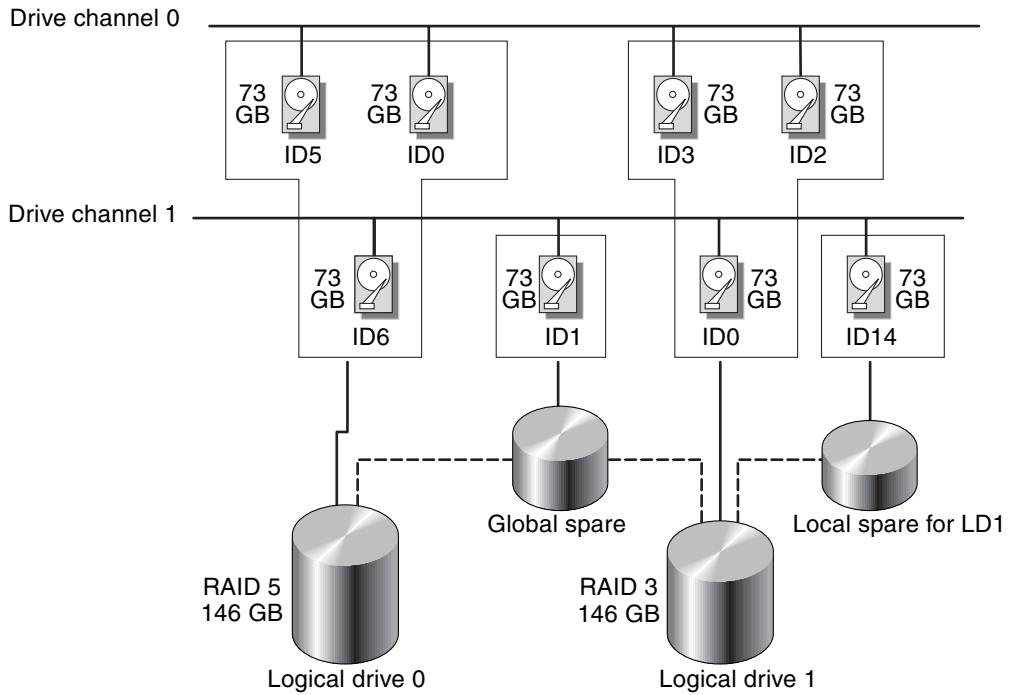 Drive channel 0
73
GB
ID5
73
GB
ID0
73
GB
ID3
73
GB
ID2
Drive channel 1
73
GB
ID6
73
GB
ID1
73
GB
ID0
73
GB
ID14
Global spare
Local spare for LD1
RAID 5
146 GB
Logical drive 0
RAID 3
146 GB
Logical drive 1